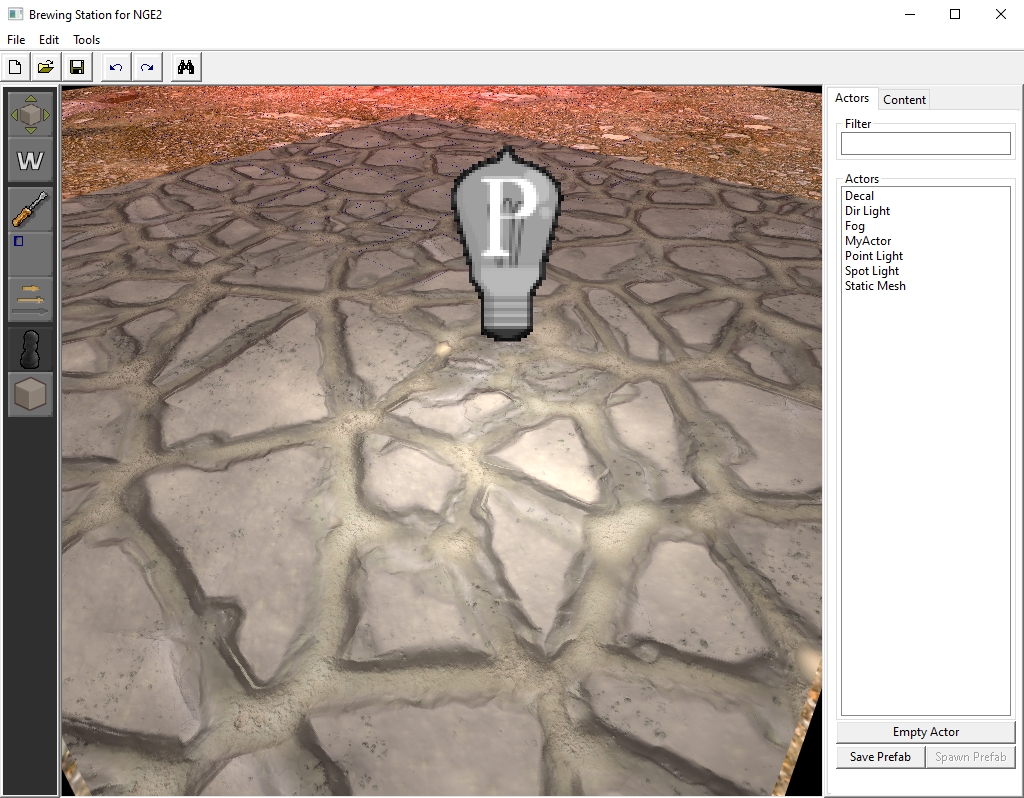 Brewing Station for NGE2
File Edit Tools
W
P
Actors Content
Filter
Actors
Decal
Dir Light
Fog
MyActor
Point Light
Spot Light
Static Mesh
Empty Actor
Save Prefab Spawn Prefab